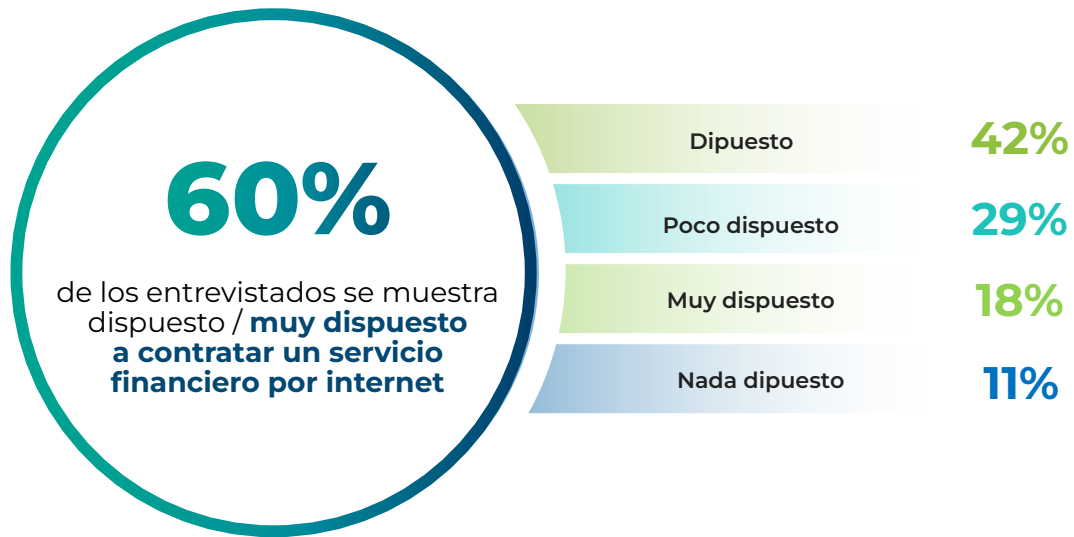 60%
de los entrevistados se muestra
dispuesto / muy dispuesto
a contratar un servicio
financiero por internet
Dipuesto 42%
Poco dispuesto 29%
Muy dispuesto 18%
Nada dipuesto 11%